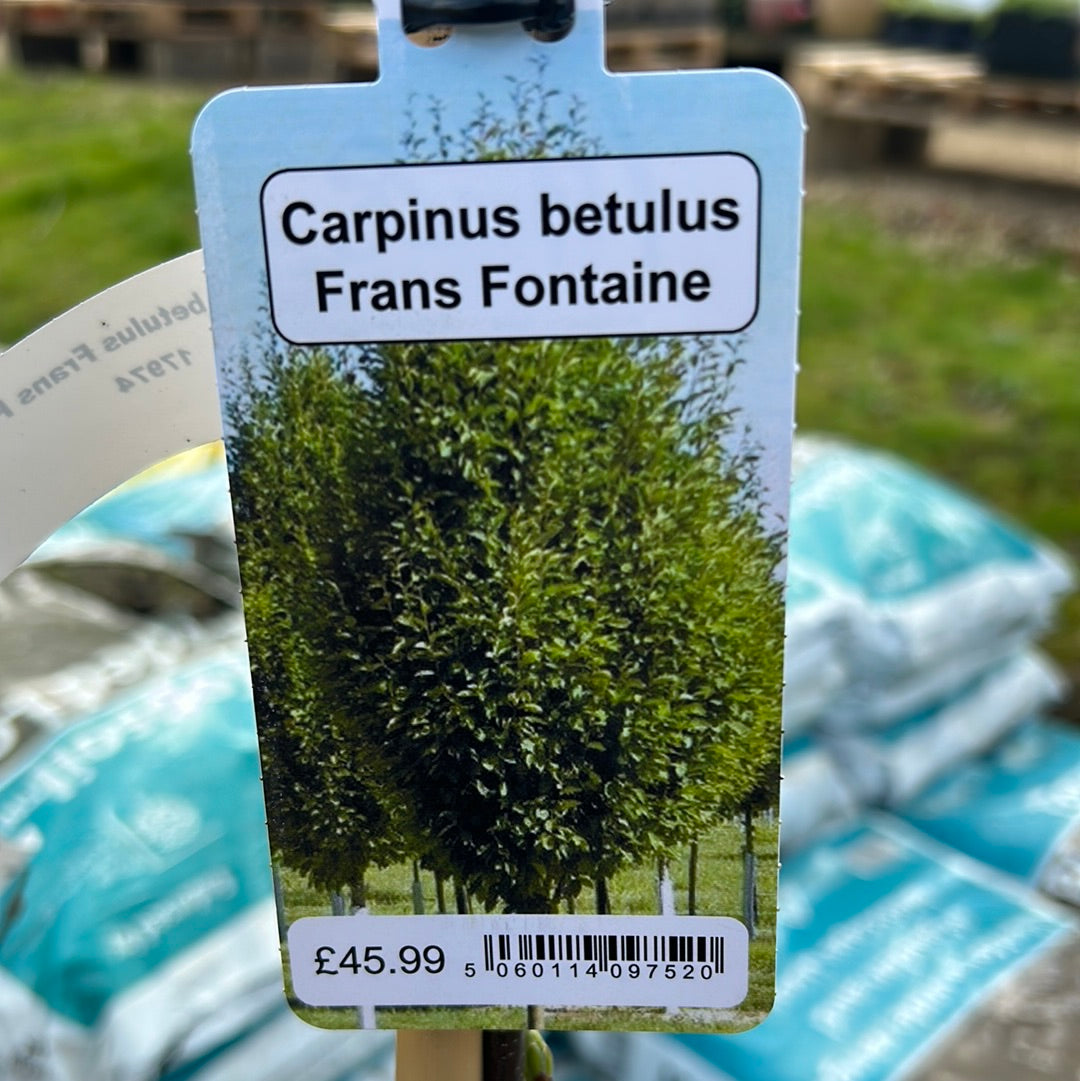 Carpinus betulus
Frans Fontaine
betulus Frans
17974
£45.99
5 060114 097520